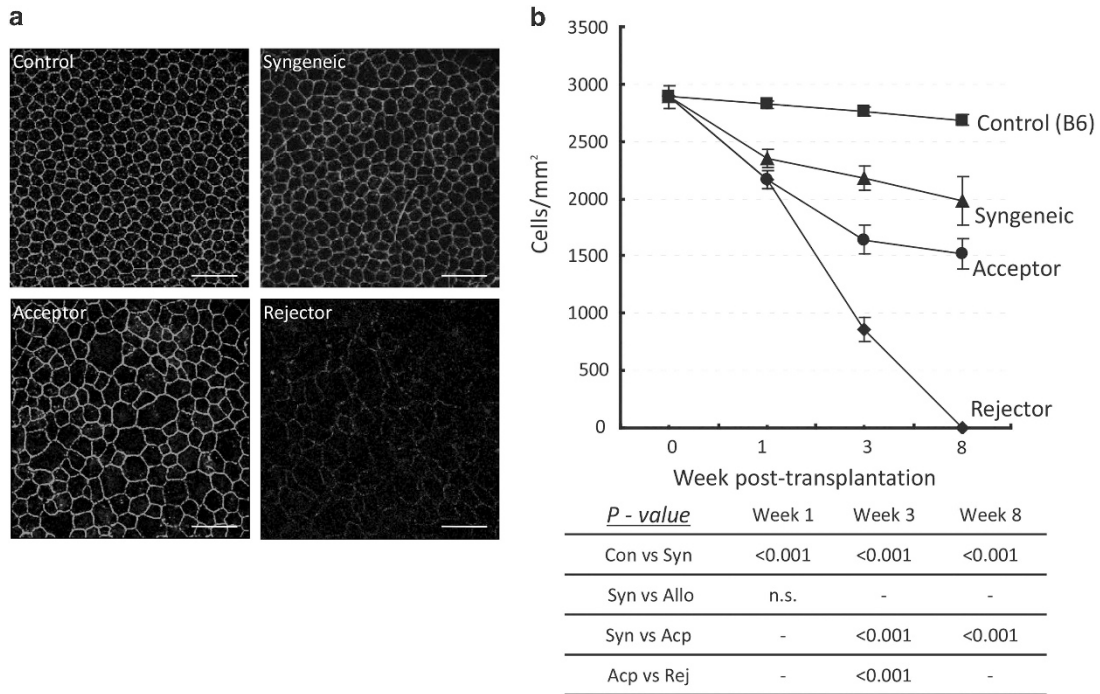 a
Control
Syngeneic
Acceptor
Rejector
b
3500
3000
2500
2000
1500
1000
500
0
Cells/mm²
Control (B6)
Syngeneic
Acceptor
Rejector
0 1 3 8
Week post-transplantation
P - value Week 1 Week 3 Week 8
Con vs Syn <0.001 <0.001 <0.001
Syn vs Allo n.s. - -
Syn vs Acp - <0.001 <0.001
Acp vs Rej - <0.001 -